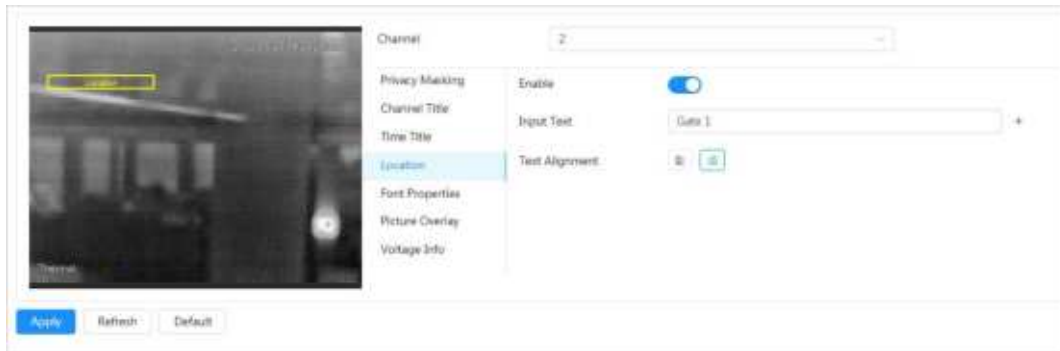 Channel
2
Privacy Masking
Channel Title
Time Title
Location
Font Properties
Picture Overlay
Voltage Info
Enable
Input Text
Gate 1
+
Text Alignment
Location
Thermal
Apply
Refresh
Default